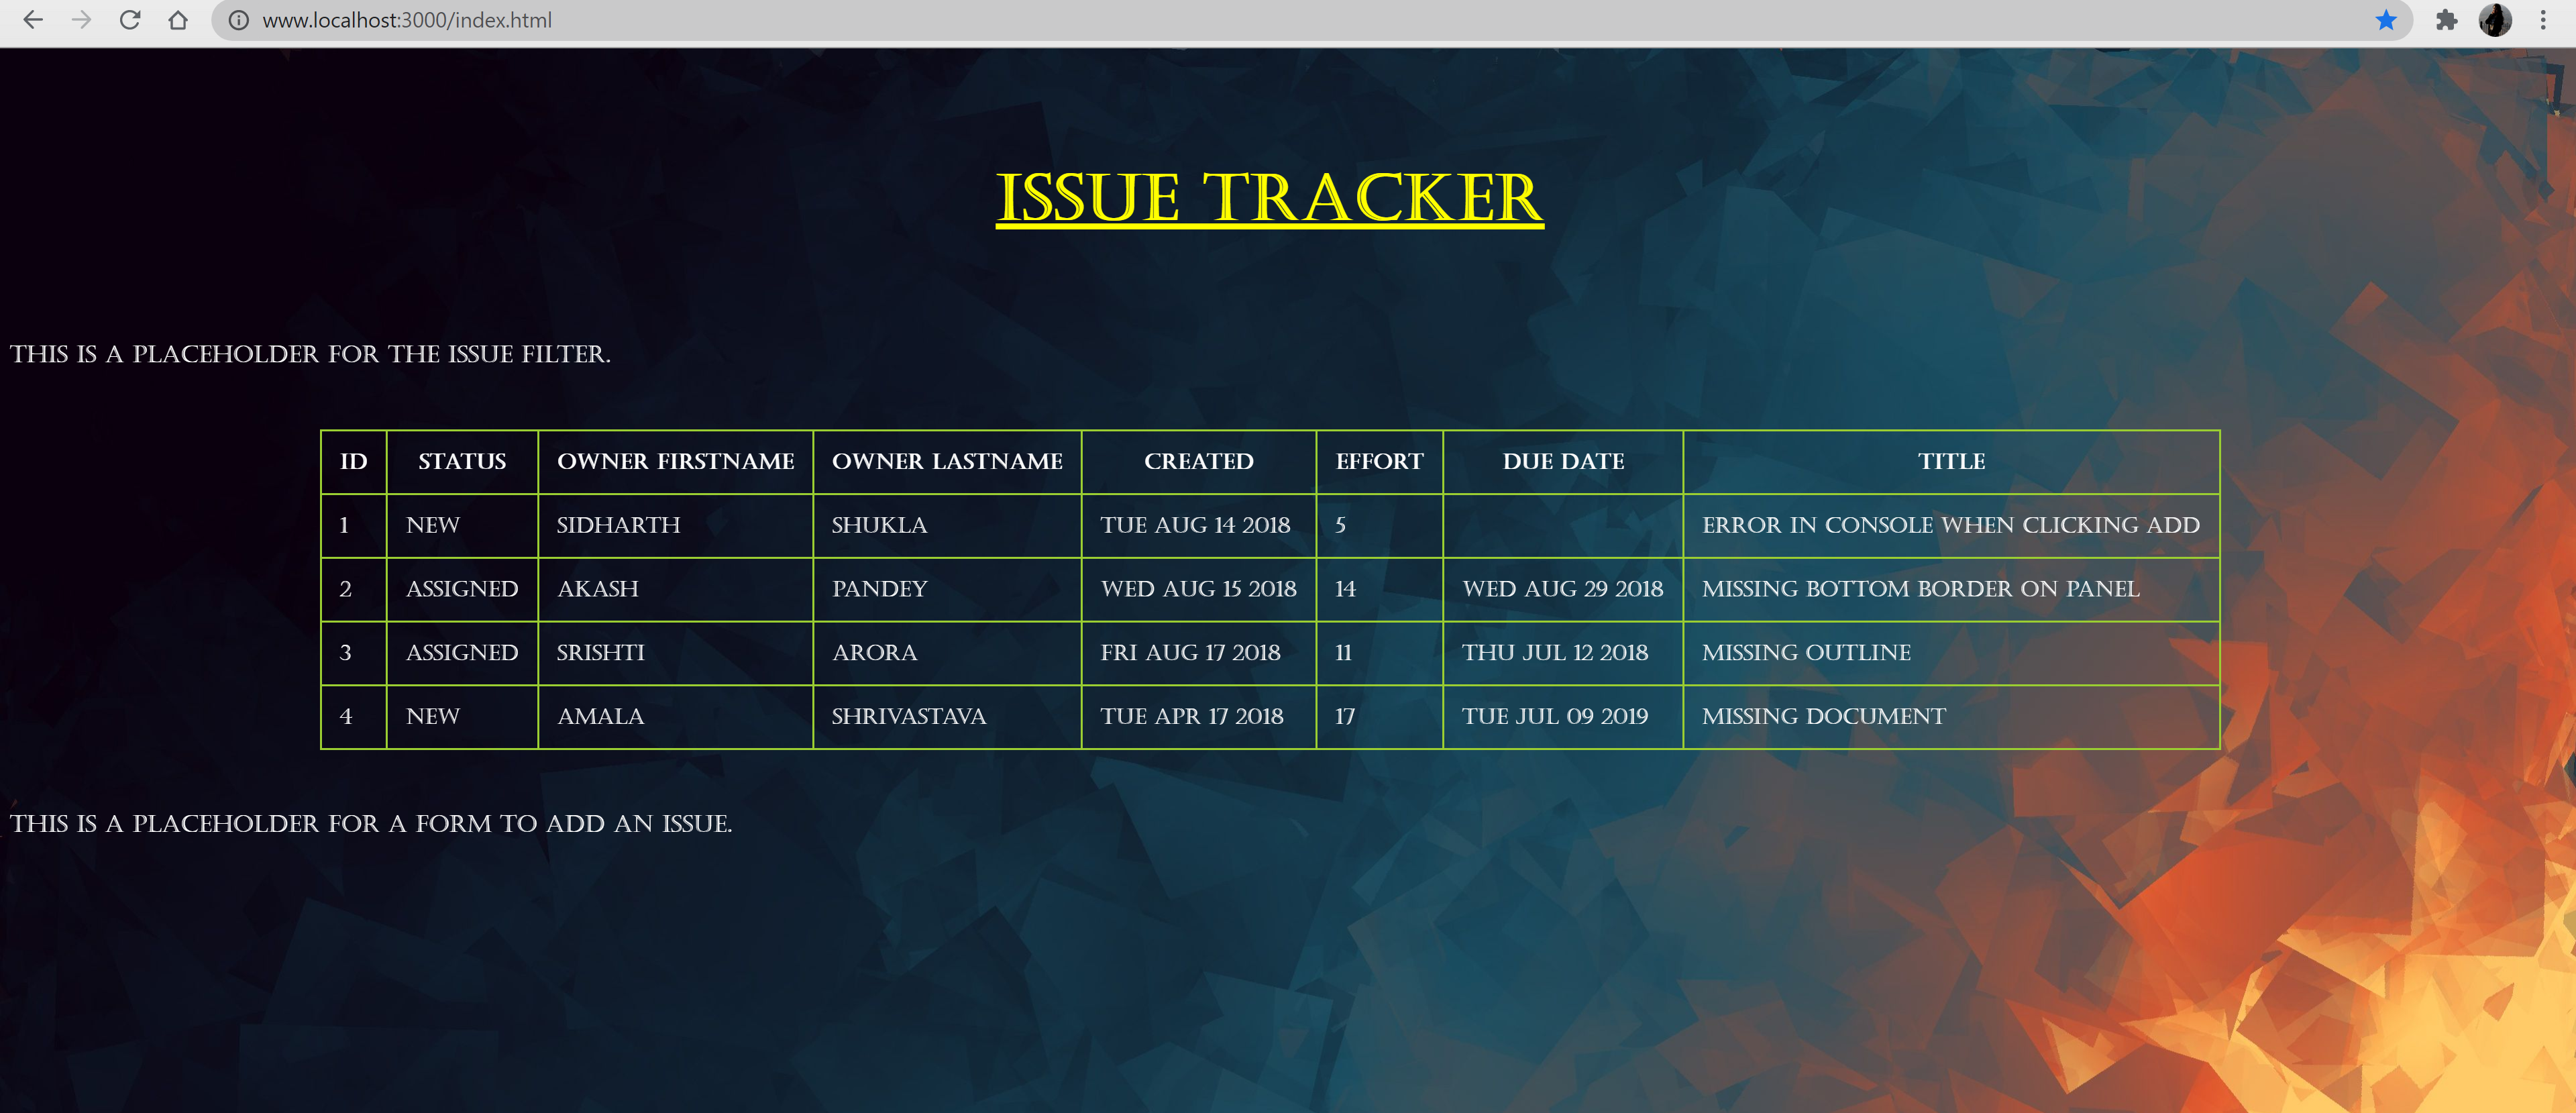 www.localhost:3000/index.html
ISSUE TRACKER
THIS IS A PLACEHOLDER FOR THE ISSUE FILTER.
ID STATUS OWNER FIRSTNAME OWNER LASTNAME CREATED EFFORT DUE DATE TITLE
1 NEW SIDHARTH SHUKLA TUE AUG 14 2018 5 ERROR IN CONSOLE WHEN CLICKING ADD
2 ASSIGNED AKASH PANDEY WED AUG 15 2018 14 WED AUG 29 2018 MISSING BOTTOM BORDER ON PANEL
3 ASSIGNED SRISHTI ARORA FRI AUG 17 2018 11 THU JUL 12 2018 MISSING OUTLINE
4 NEW AMALA SHRIVASTAVA TUE APR 17 2018 17 TUE JUL 09 2019 MISSING DOCUMENT
THIS IS A PLACEHOLDER FOR A FORM TO ADD AN ISSUE.